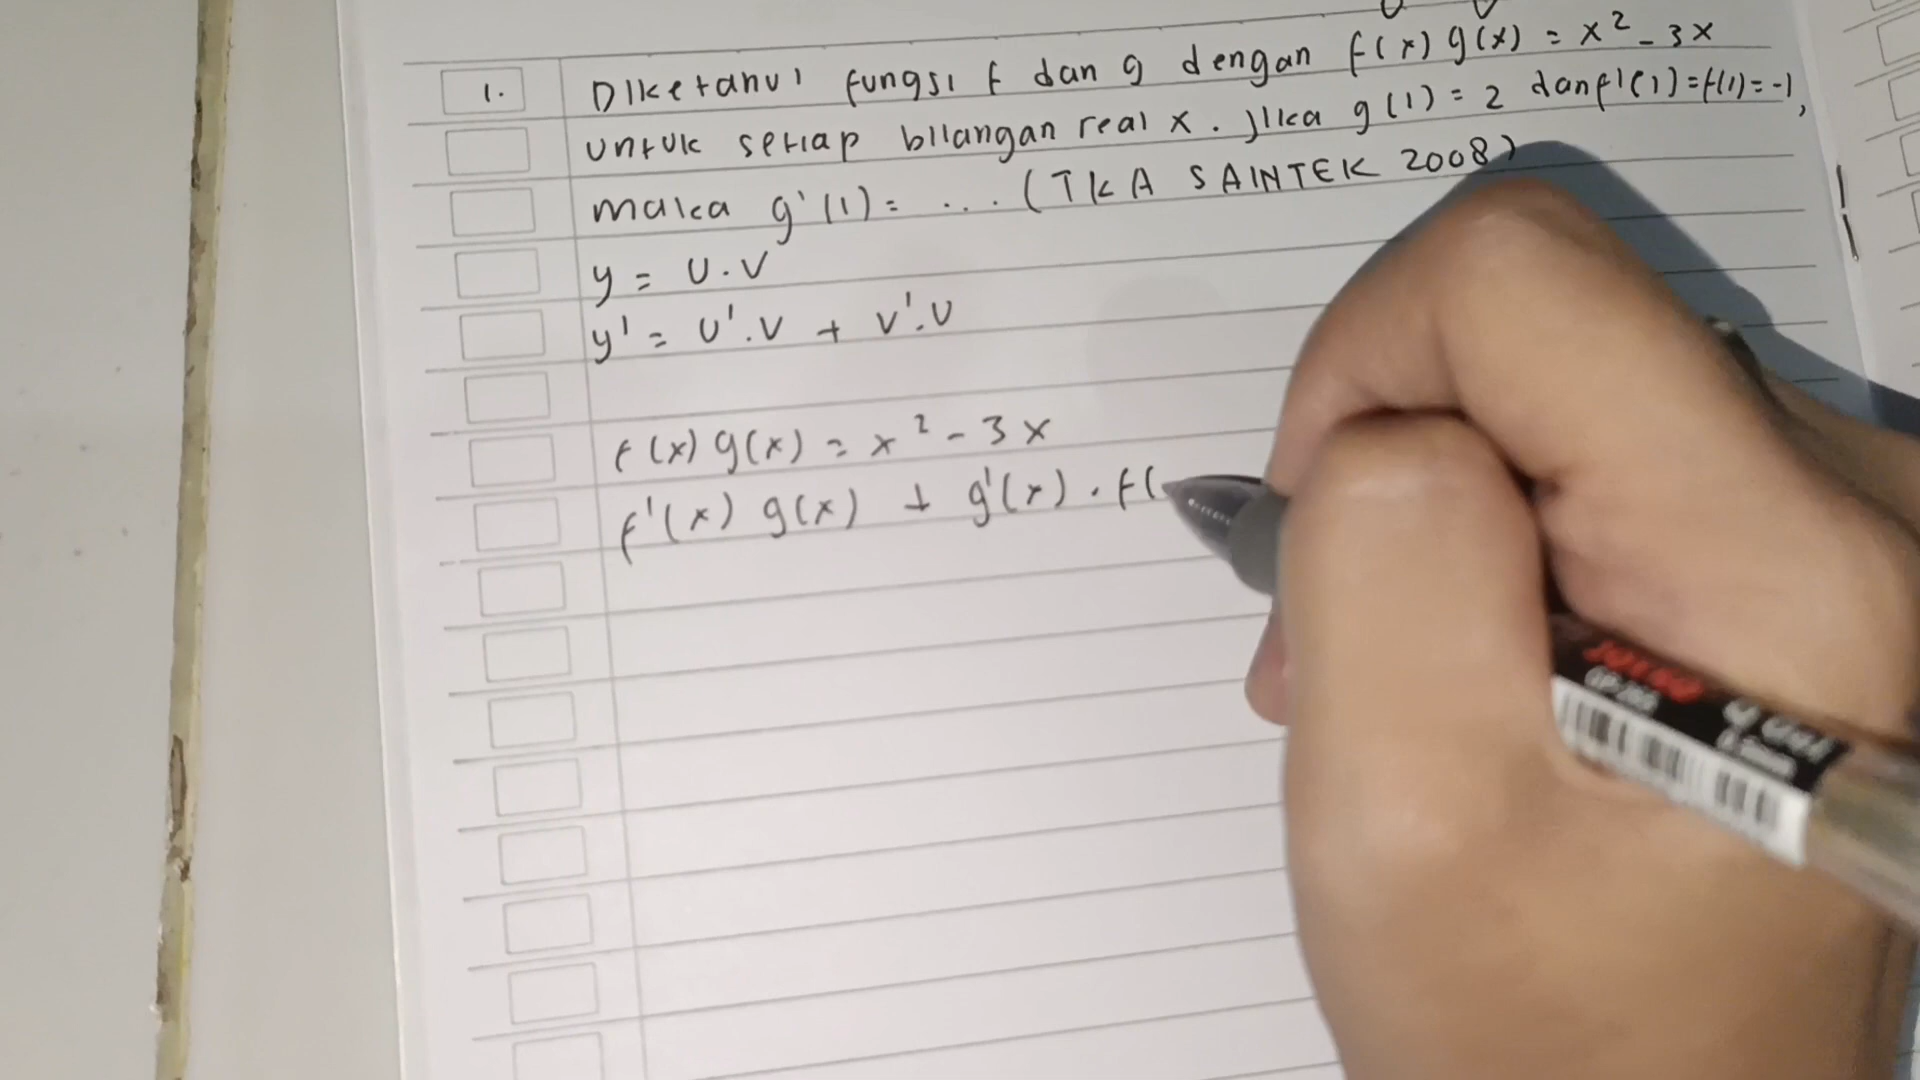 U V
1. Diketahui fungsi f dan g dengan f(x) g(x) = x² - 3x
untuk setiap bilangan real x. Jika g(1) = 2 dan f'(1) = f(1) = -1,
maka g'(1) = ... (TKA SAINTEK 2008)
y = U.V
y' = U'.V + V'.U
f(x) g(x) = x² - 3x
f'(x) g(x) + g'(x) . f(